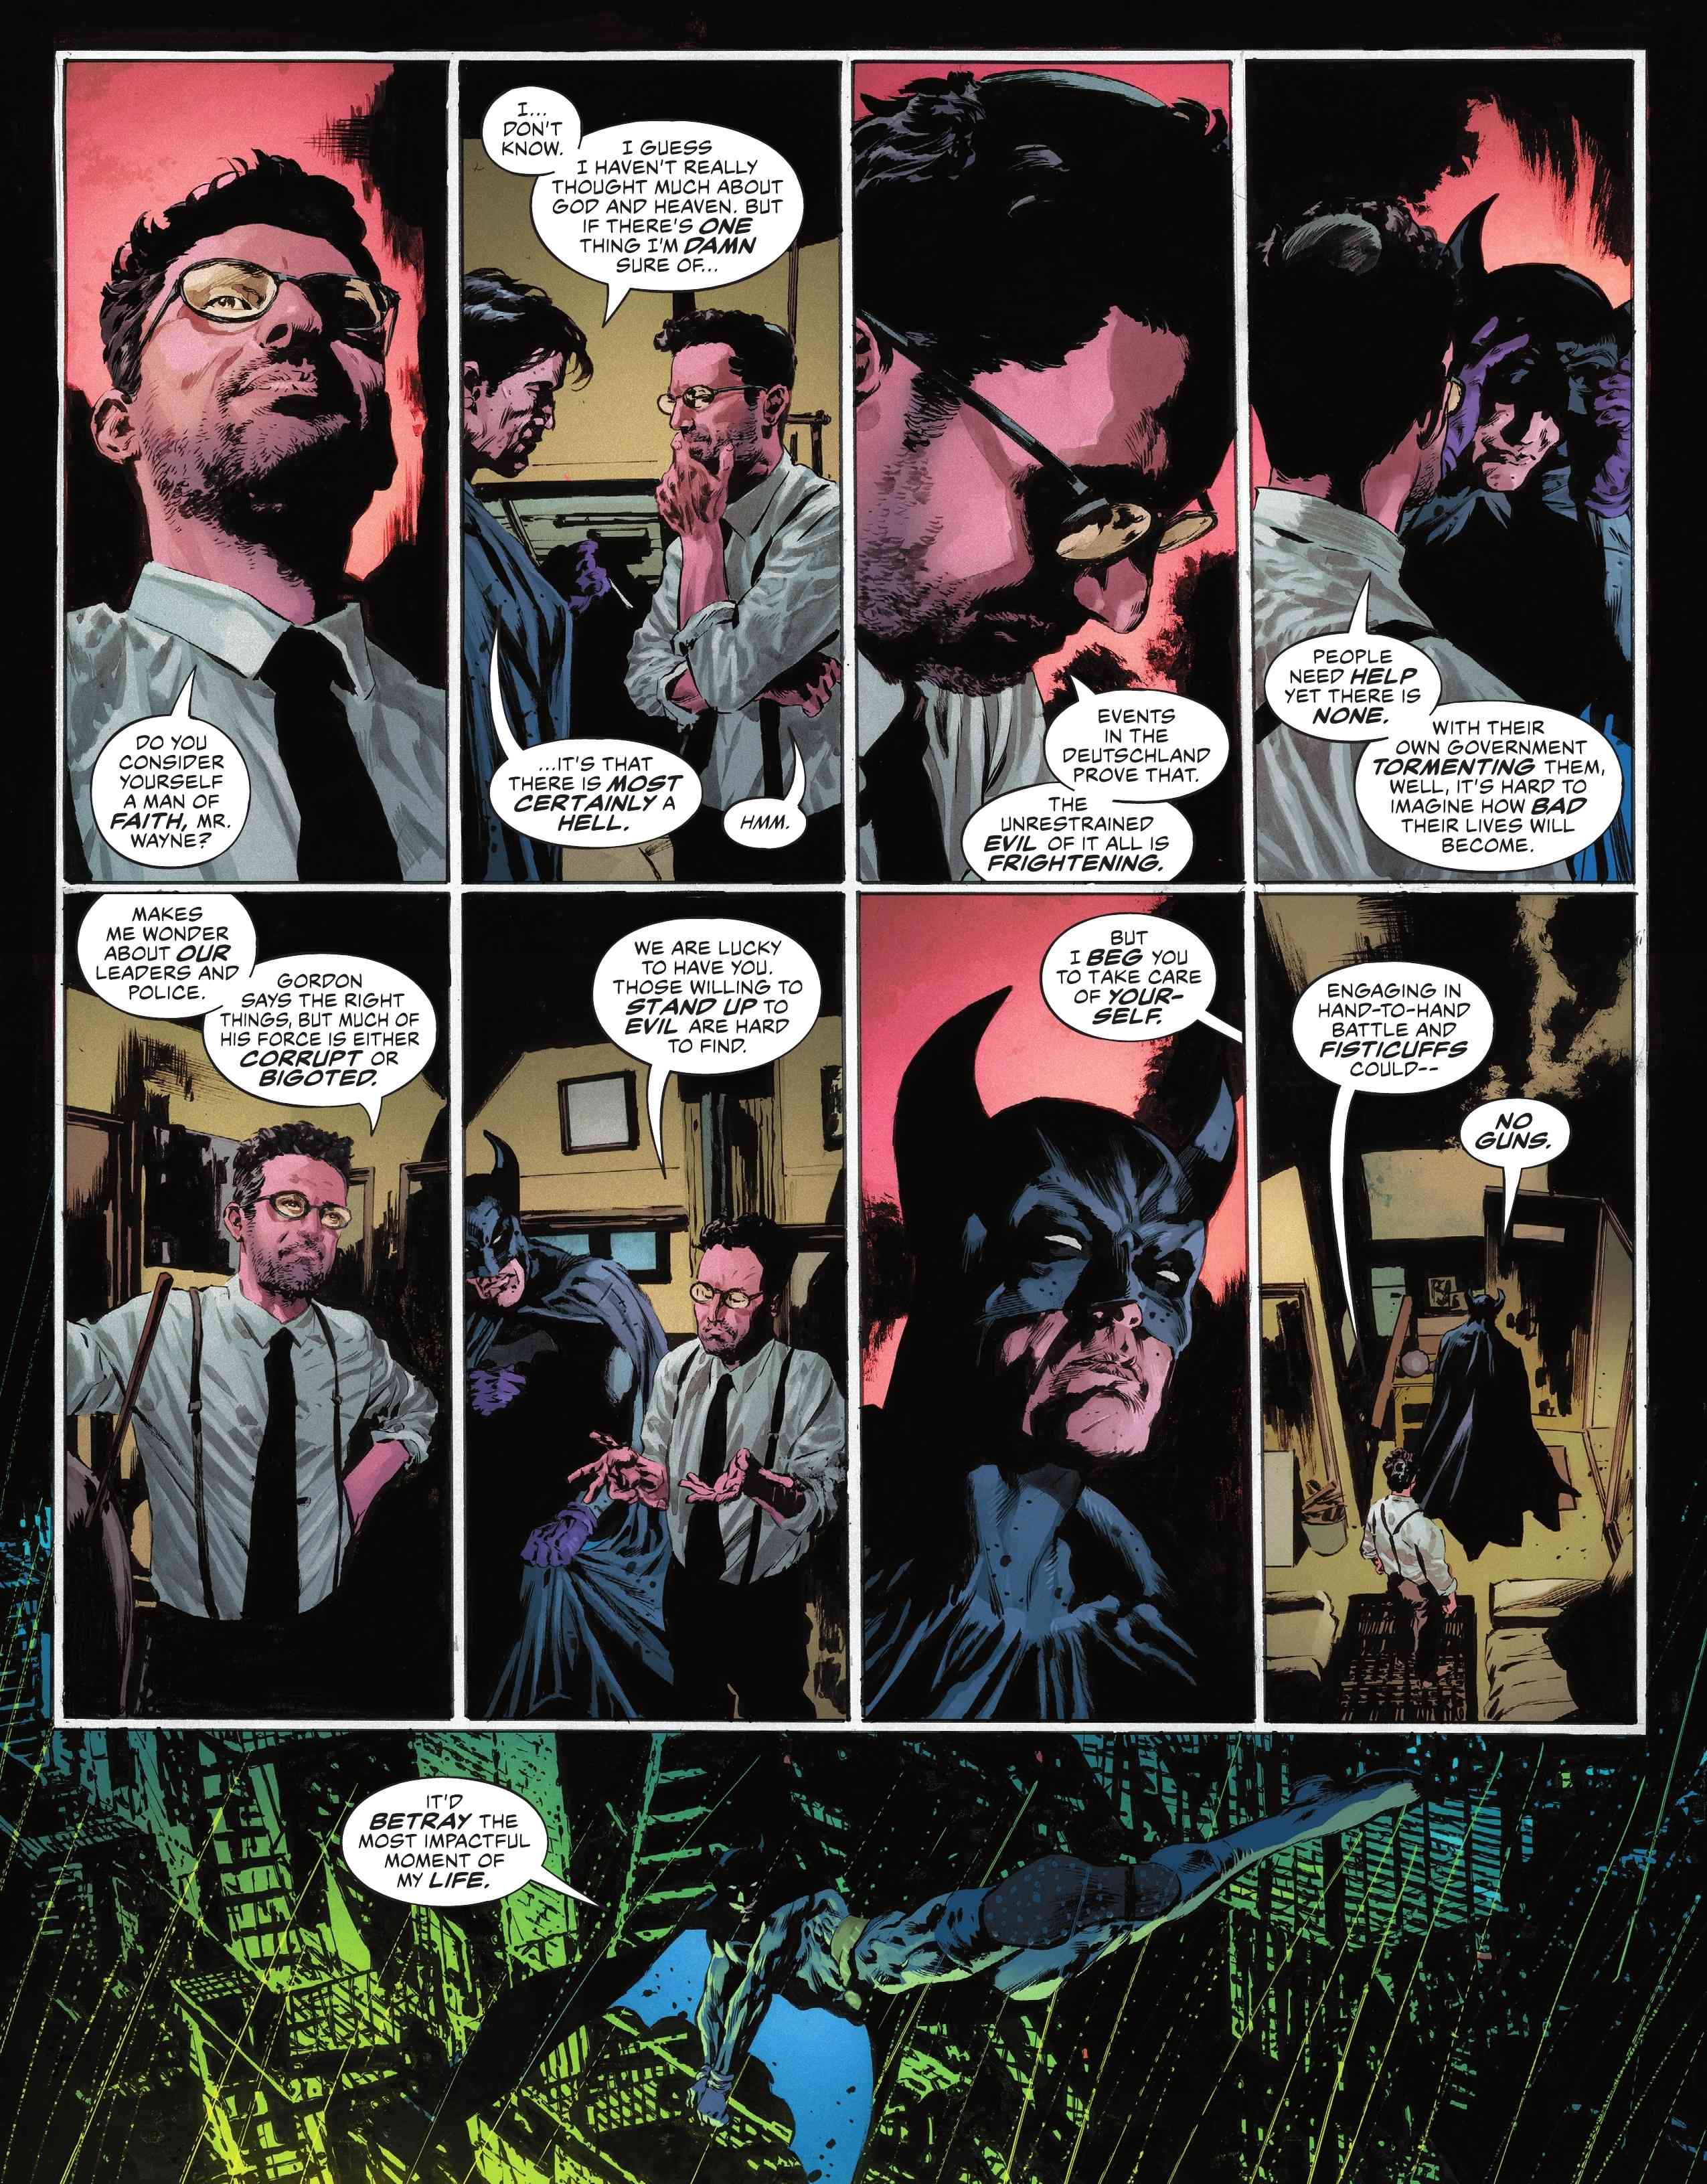 DO YOU
CONSIDER
YOURSELF
A MAN OF
FAITH, MR.
WAYNE?
I...
DON'T
KNOW.
I GUESS
I HAVEN'T REALLY
THOUGHT MUCH ABOUT
GOD AND HEAVEN. BUT
IF THERE'S ONE
THING I'M DAMN
SURE OF...
...IT'S THAT
THERE IS MOST
CERTAINLY A
HELL.
HMM.
EVENTS
IN THE
DEUTSCHLAND
PROVE THAT.
THE
UNRESTRAINED
EVIL OF IT ALL IS
FRIGHTENING.
PEOPLE
NEED HELP
YET THERE IS
NONE.
WITH THEIR
OWN GOVERNMENT
TORMENTING THEM,
WELL, IT'S HARD TO
IMAGINE HOW BAD
THEIR LIVES WILL
BECOME.
MAKES
ME WONDER
ABOUT OUR
LEADERS AND
POLICE.
GORDON
SAYS THE RIGHT
THINGS, BUT MUCH OF
HIS FORCE IS EITHER
CORRUPT OR
BIGOTED.
WE ARE LUCKY
TO HAVE YOU.
THOSE WILLING TO
STAND UP TO
EVIL ARE HARD
TO FIND.
BUT
I BEG YOU
TO TAKE CARE
OF YOUR-
SELF.
ENGAGING IN
HAND-TO-HAND
BATTLE AND
FISTICUFFS
COULD--
NO
GUNS.
IT'D
BETRAY THE
MOST IMPACTFUL
MOMENT OF
MY LIFE.